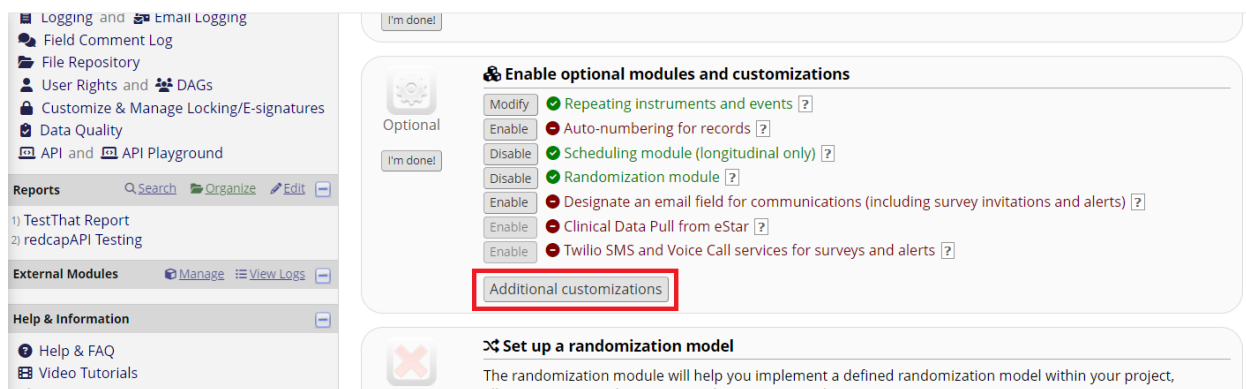 Logging and Email Logging
Field Comment Log
File Repository
User Rights and DAGs
Customize & Manage Locking/E-signatures
Data Quality
API and API Playground
Reports Search Organize Edit
1) TestThat Report
2) redcapAPI Testing
External Modules Manage View Logs
Help & Information
Help & FAQ
Video Tutorials
I'm done!
Optional
I'm done!
Enable optional modules and customizations
Modify Repeating instruments and events ?
Enable Auto-numbering for records ?
Disable Scheduling module (longitudinal only) ?
Disable Randomization module ?
Enable Designate an email field for communications (including survey invitations and alerts) ?
Enable Clinical Data Pull from eStar ?
Enable Twilio SMS and Voice Call services for surveys and alerts ?
Additional customizations
Set up a randomization model
The randomization module will help you implement a defined randomization model within your project,